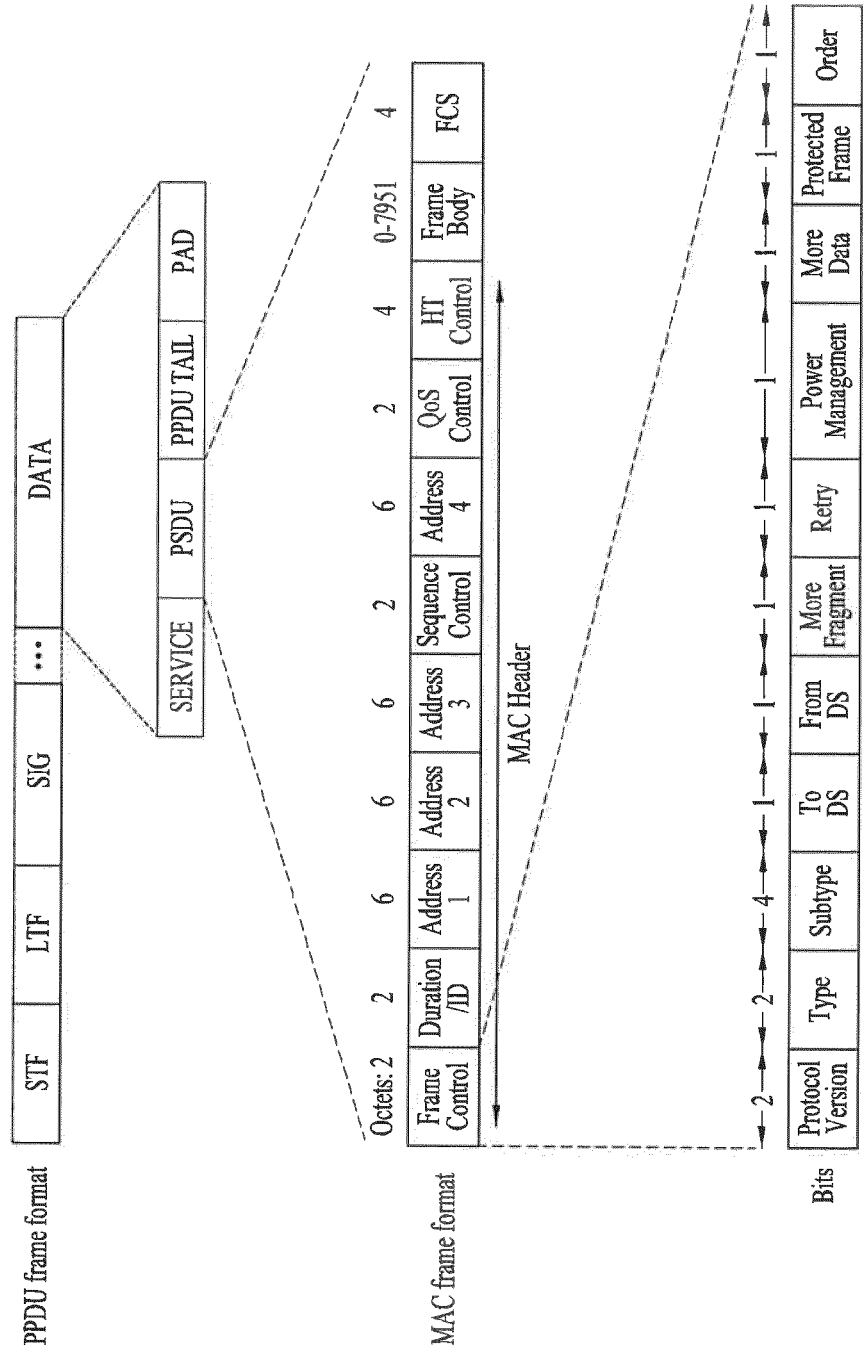 PPDU frame format
STF LTF SIG ••• DATA
SERVICE PSDU PPDU TAIL PAD
MAC frame format
Octets: 2 2 6 6 6 2 6 2 4 0-7951 4
Frame Control Duration /ID Address 1 Address 2 Address 3 Sequence Control Address 4 QoS Control HT Control Frame Body FCS
MAC Header
2 2 4 1 1 1 1 1 1 1 1
Bits Protocol Version Type Subtype To DS From DS More Fragment Retry Power Management More Data Protected Frame Order